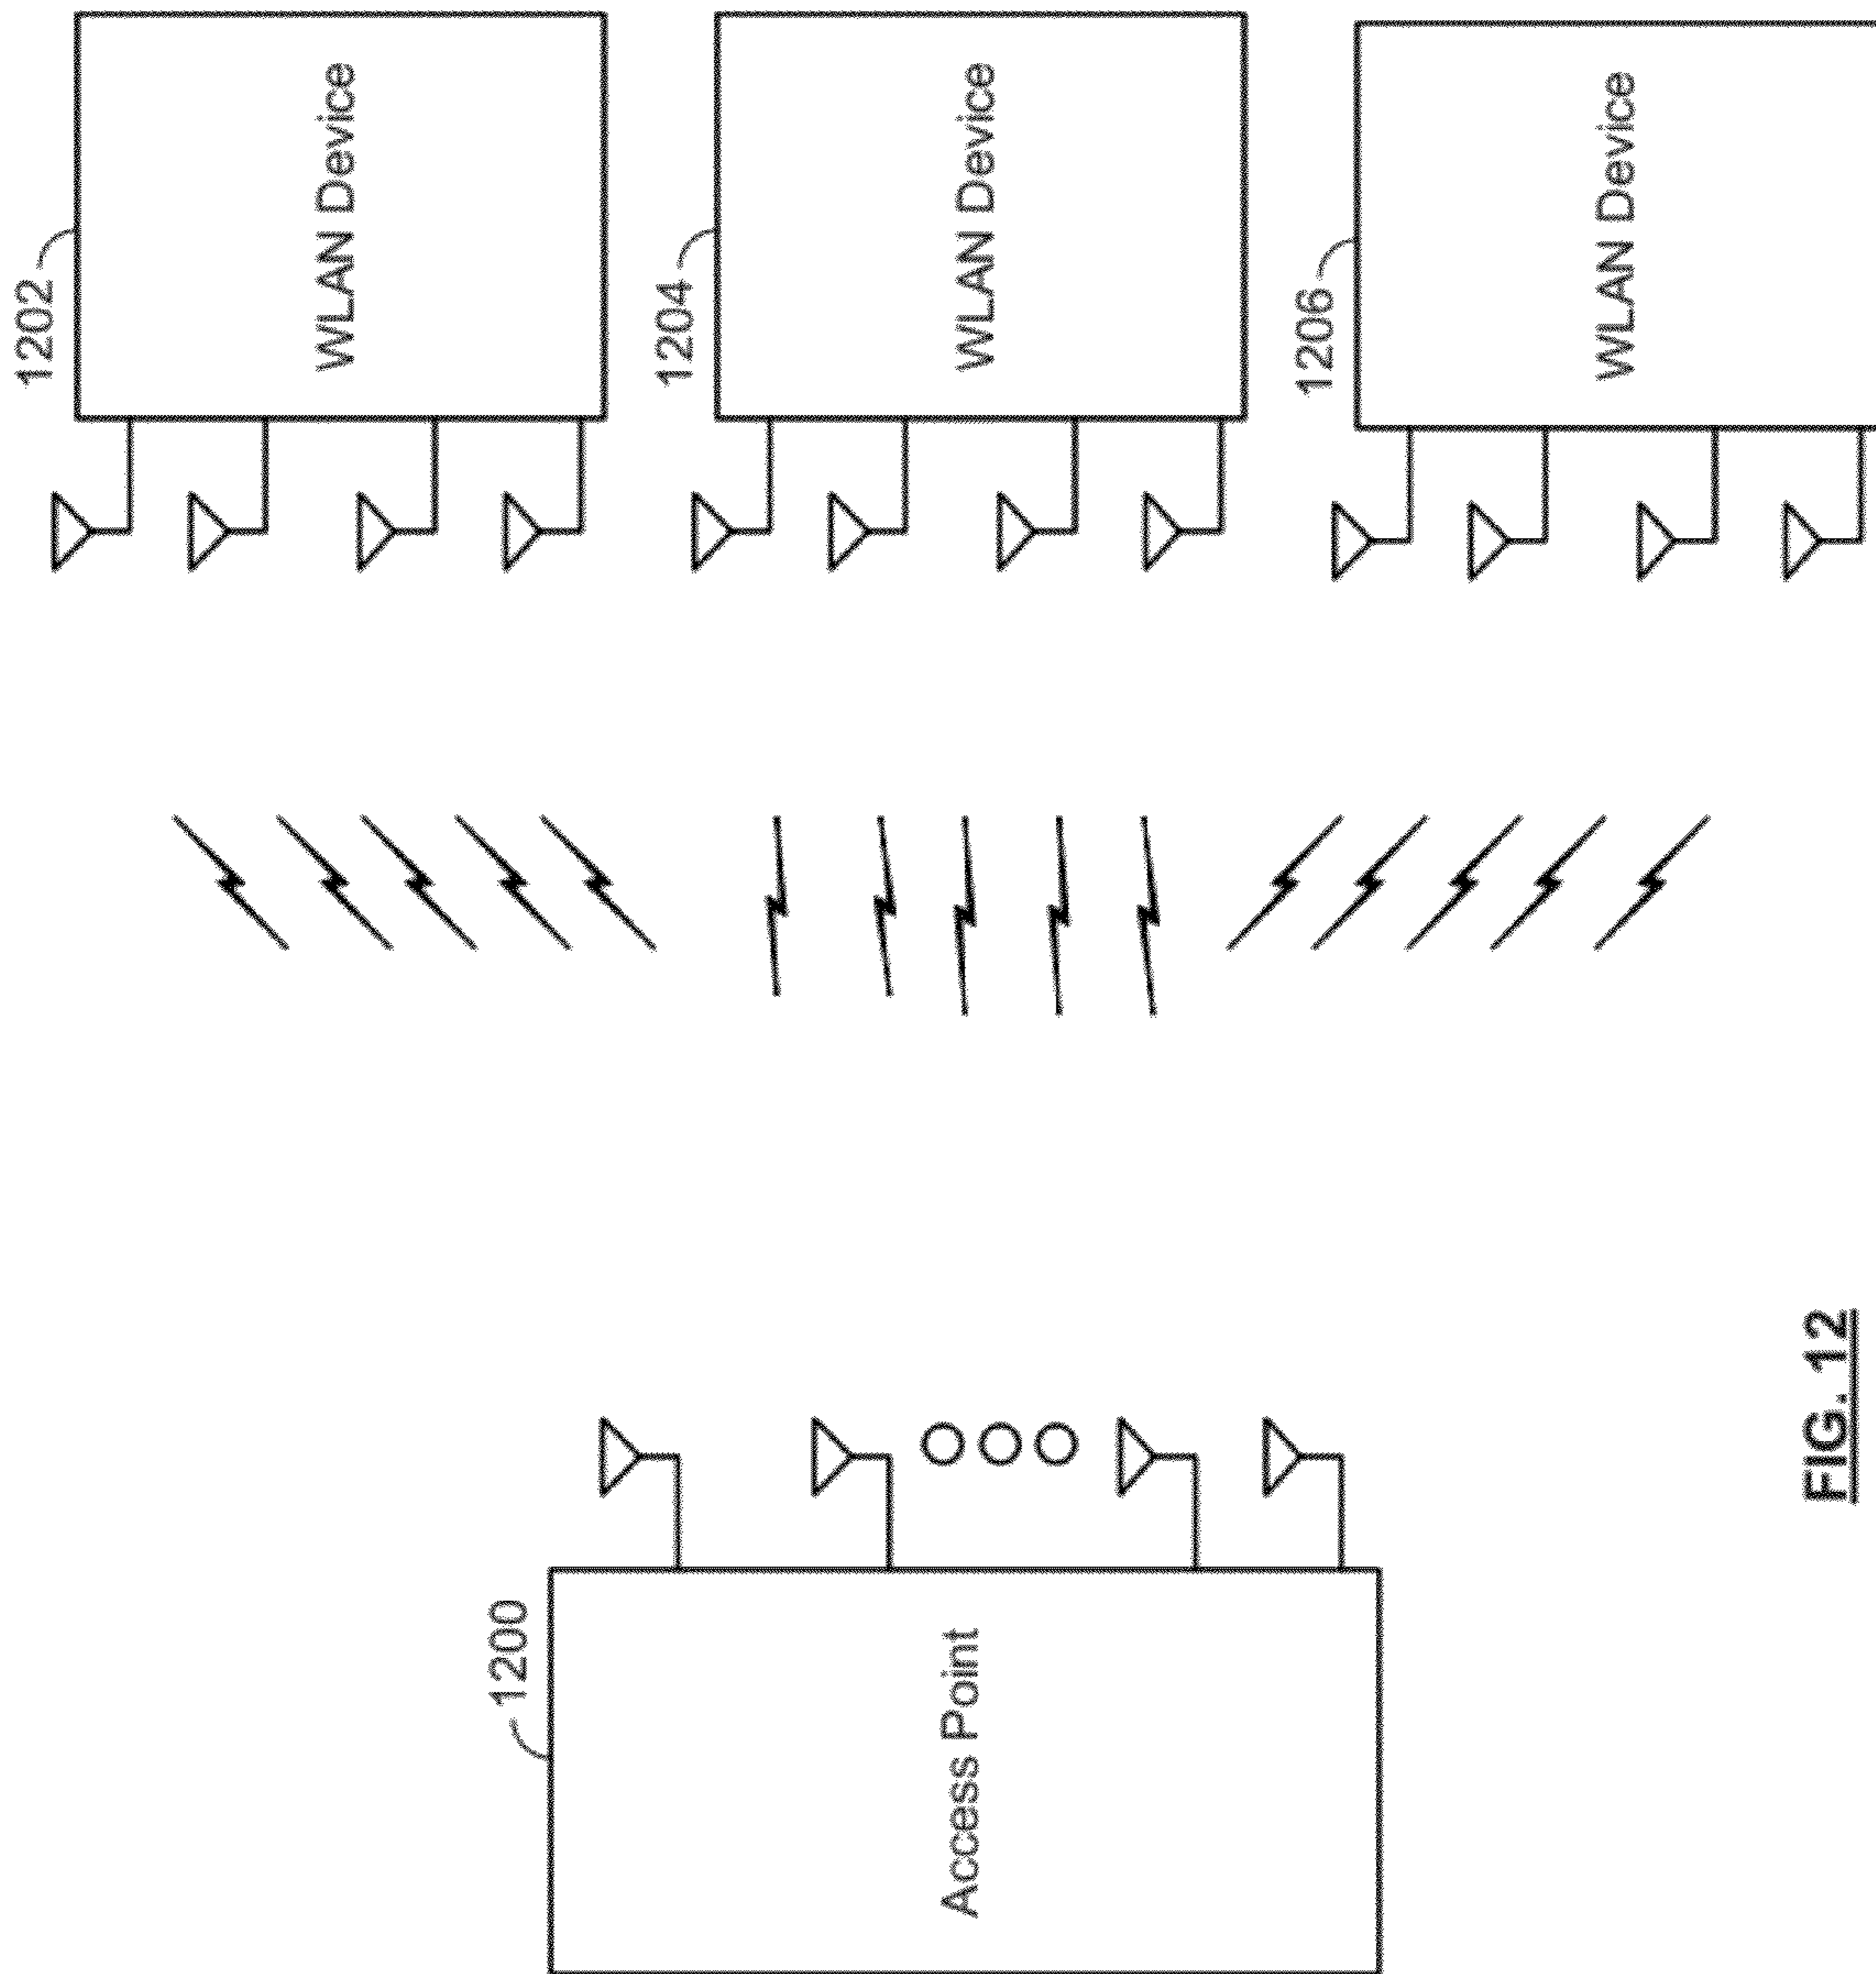 1202
WLAN Device
1204
WLAN Device
1206
WLAN Device
1200
Access Point
FIG. 12